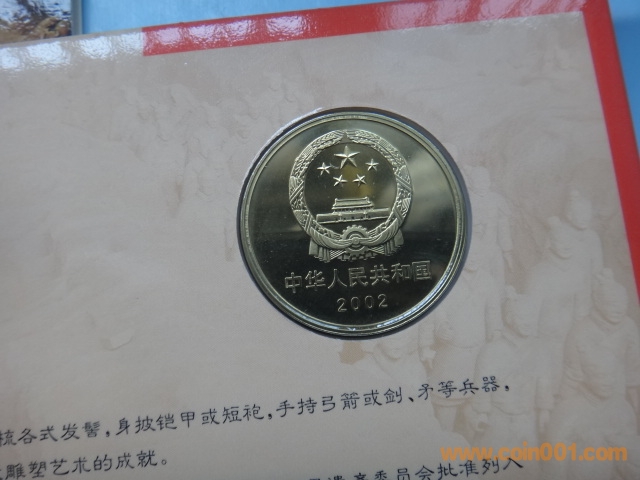 中华人民共和国
2002
梳各式发髻，身披铠甲或短袍，手持弓箭或剑、矛等兵器，
雕塑艺术的成就。
遗产委员会批准列入
www.coin001.com